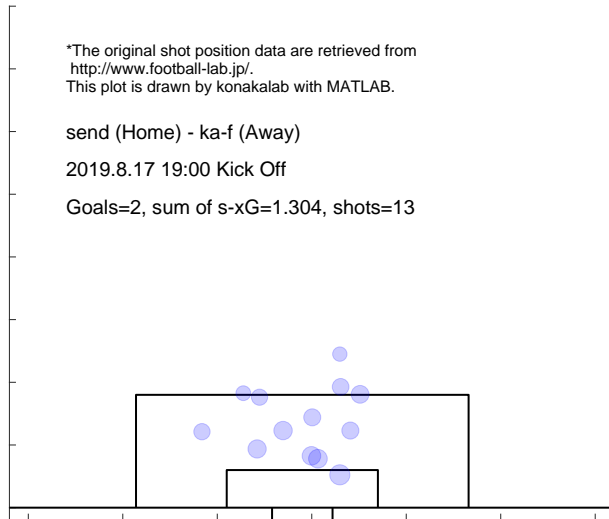 *The original shot position data are retrieved from
http://www.football-lab.jp/.
This plot is drawn by konakalab with MATLAB.
send (Home) - ka-f (Away)
2019.8.17 19:00 Kick Off
Goals=2, sum of s-xG=1.304, shots=13